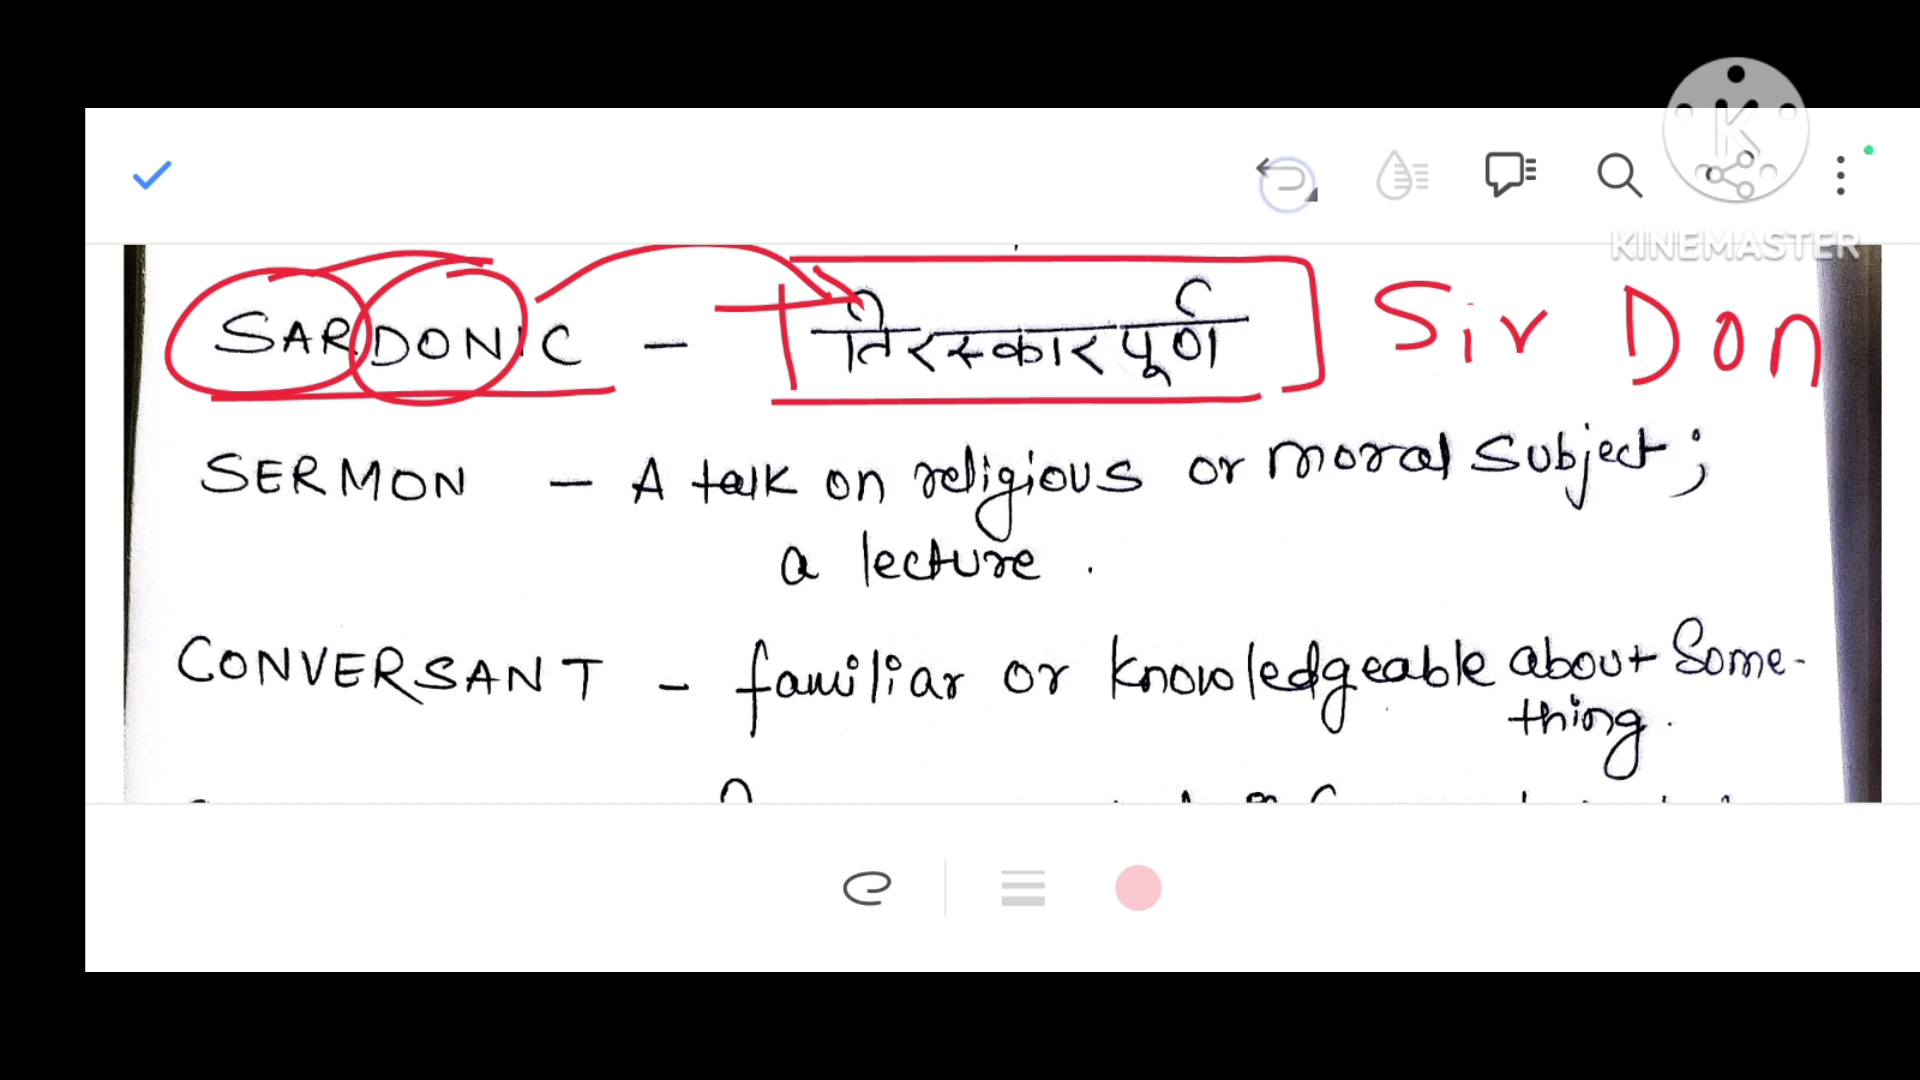 KINEMASTER
SARDONIC - तिरस्कारपूर्ण Sir Don
SERMON - A talk on religious or moral subject;
a lecture.
CONVERSANT - familiar or knowledgeable about some-
thing.